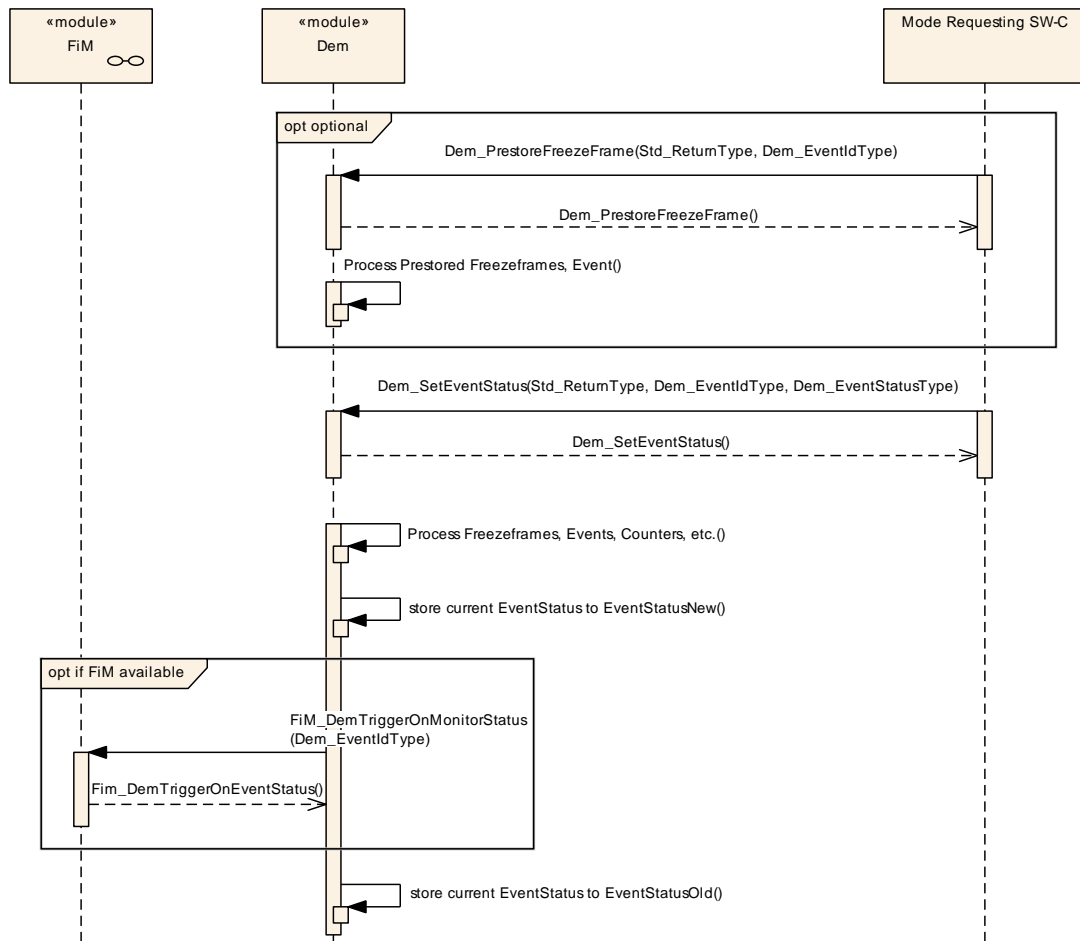 «module»
FiM
«module»
Dem
Mode Requesting SW-C
opt optional
Dem_PrestoreFreezeFrame(Std_ReturnType, Dem_EventIdType)
Dem_PrestoreFreezeFrame()
Process Prestored Freezeframes, Event()
Dem_SetEventStatus(Std_ReturnType, Dem_EventIdType, Dem_EventStatusType)
Dem_SetEventStatus()
Process Freezeframes, Events, Counters, etc.()
store current EventStatus to EventStatusNew()
opt if FiM available
FiM_DemTriggerOnMonitorStatus
(Dem_EventIdType)
Fim_DemTriggerOnEventStatus()
store current EventStatus to EventStatusOld()